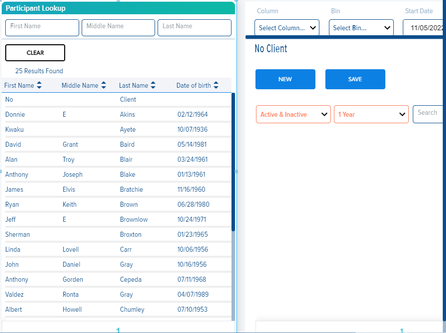 Participant Lookup
First Name Middle Name Last Name
CLEAR
25 Results Found
First Name Middle Name Last Name Date of birth
No Client
Donnie E Akins 02/12/1964
Kwaku Ayete 10/07/1936
David Grant Baird 05/14/1981
Alan Troy Blair 03/24/1961
Anthony Joseph Blake 01/13/1961
James Elvis Bratchie 11/16/1960
Ryan Keith Brown 06/28/1980
Jeff E Brownlow 10/24/1971
Sherman Broxton 01/23/1965
Linda Lovell Carr 10/06/1956
John Daniel Gray 10/16/1956
Anthony Gorden Cepeda 07/11/1968
Valdez Ronta Gray 04/07/1989
Albert Howell Chumley 07/10/1953
1
Column Bin Start Date
Select Column... Select Bin... 11/05/2022
No Client
NEW SAVE
Active & Inactive 1 Year Search
1